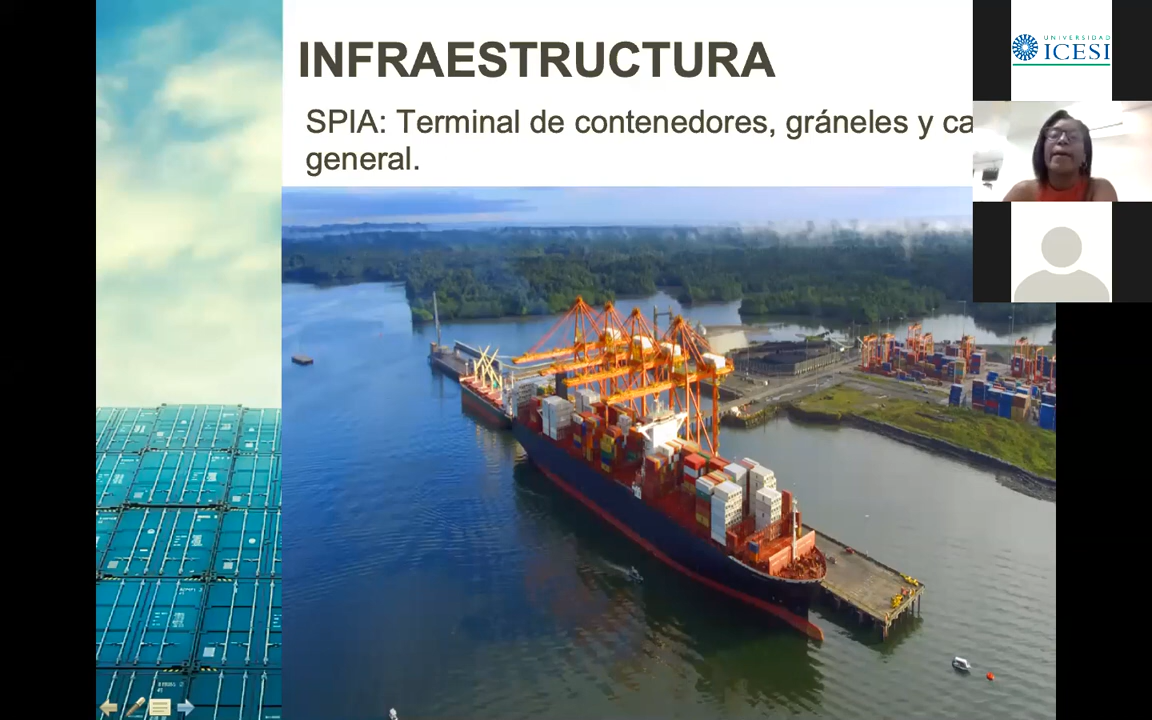 INFRAESTRUCTURA
SPIA: Terminal de contenedores, gráneles y ca
general.
UNIVERSIDAD
ICESI